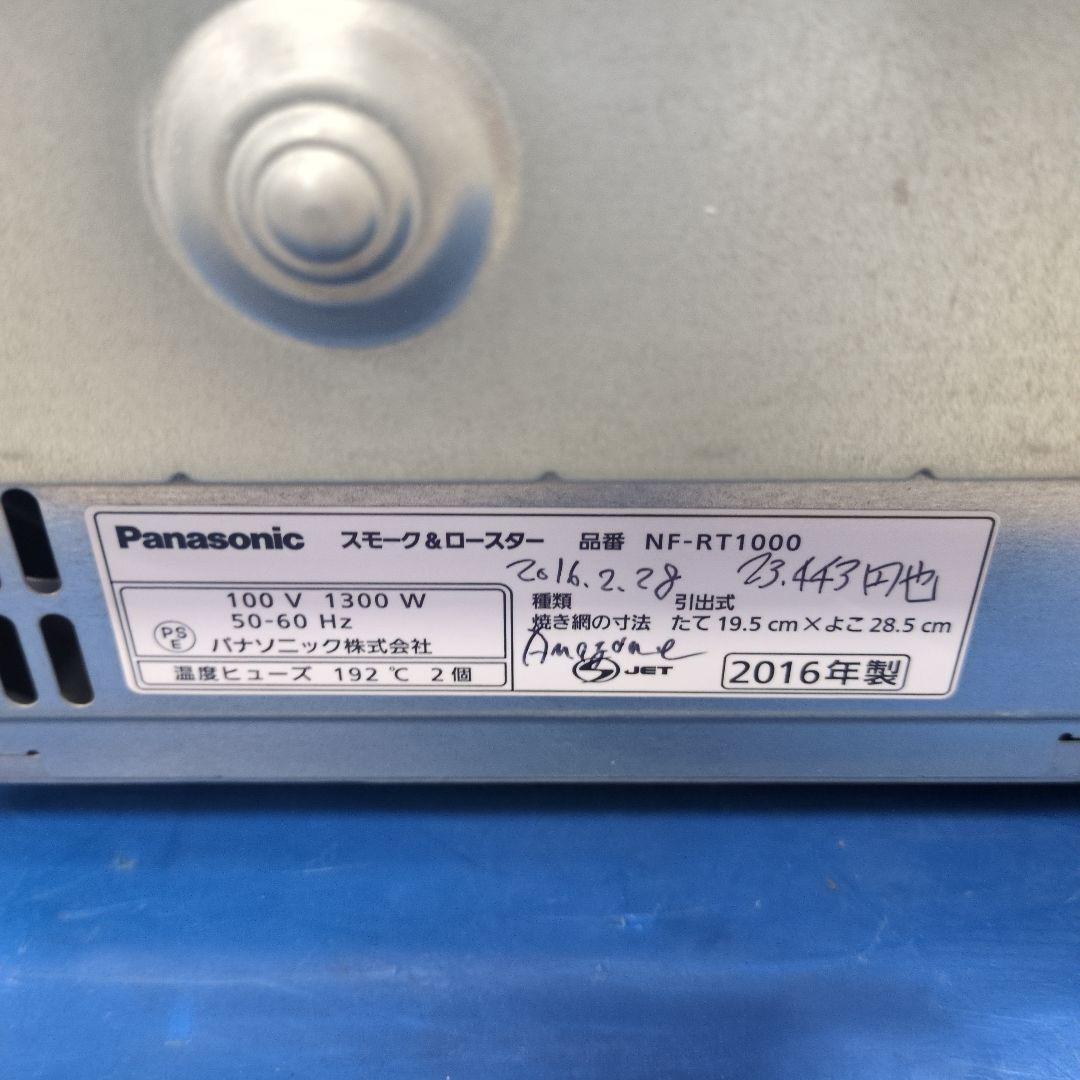 Panasonic スモーク&ロースター 品番 NF-RT1000
2016.2.28 23.443円也
100 V 1300 W
50-60 Hz
PS E パナソニック株式会社
温度ヒューズ 192 ℃ 2個
種類 引出式
焼き網の寸法 たて 19.5 cm×よこ 28.5 cm
JET
2016年製